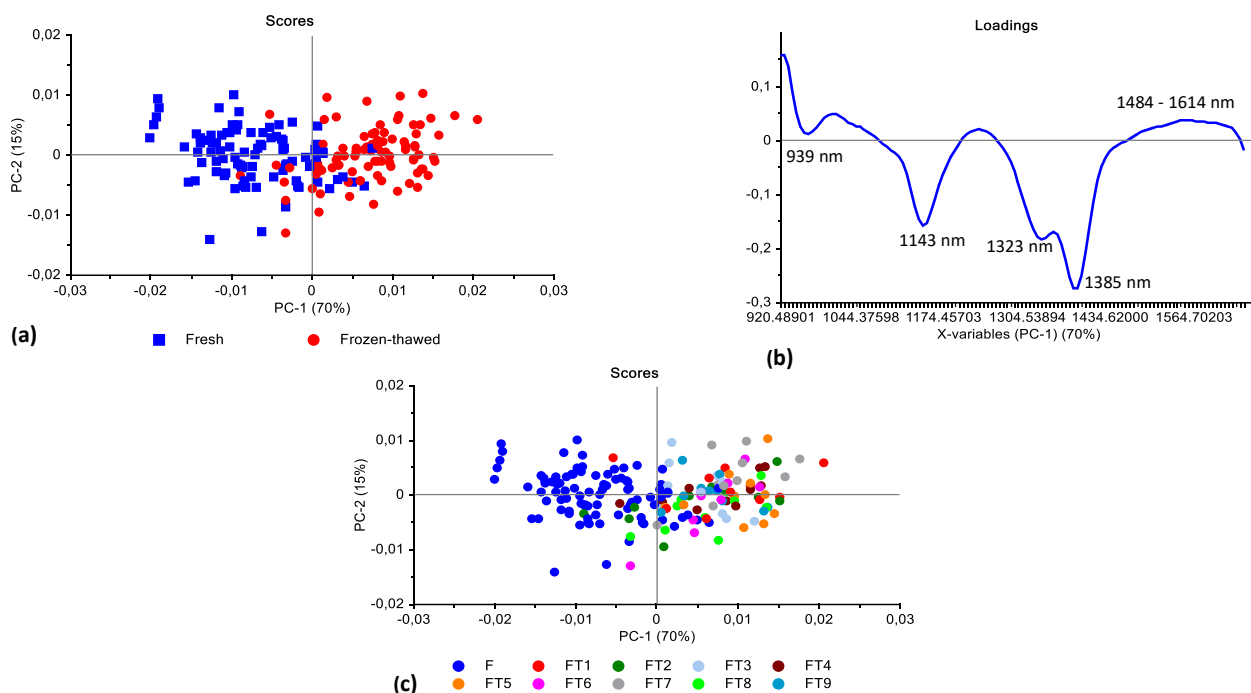 Scores
0,02
0,01
0
-0,01
-0,02
PC-2 (15%)
-0,03
-0,02
-0,01
0
0,01
0,02
0,03
PC-1 (70%)
(a)
Fresh
Frozen-thawed
Loadings
0,1
0
-0,1
-0,2
-0,3
939 nm
1143 nm
1323 nm
1385 nm
1484 - 1614 nm
920.48901
1044.37598
1174.45703
1304.53894
1434.62000
1564.70203
X-variables (PC-1) (70%)
(b)
Scores
0,02
0,01
0
-0,01
-0,02
PC-2 (15%)
-0,03
-0,02
-0,01
0
0,01
0,02
0,03
PC-1 (70%)
(c)
F
FT1
FT2
FT3
FT4
FT5
FT6
FT7
FT8
FT9